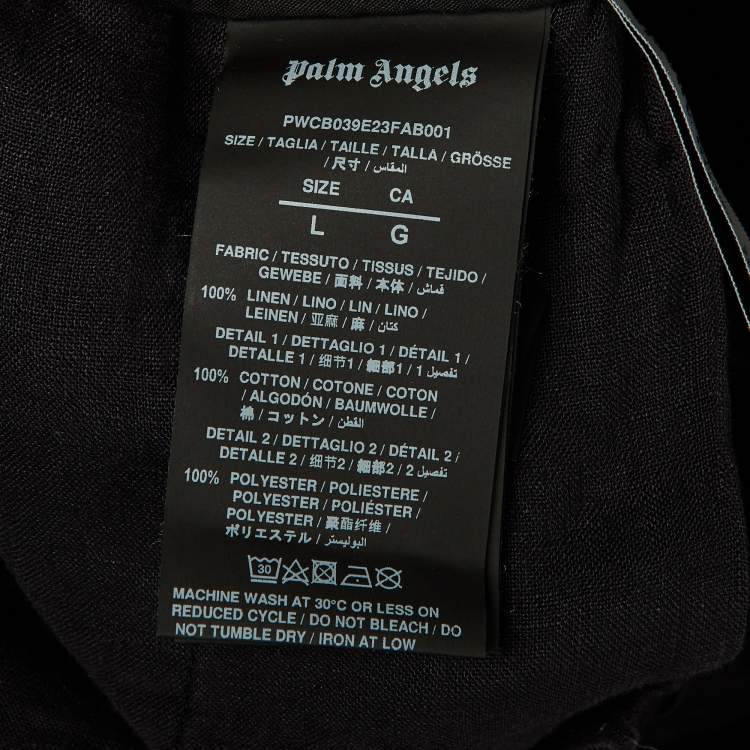 Palm Angels
PWCB039E23FAB001
SIZE / TAGLIA / TAILLE / TALLA / GRÖSSE
/ 尺寸 / المقاس /
SIZE CA
L G
FABRIC / TESSUTO / TISSUS / TEJIDO /
GEWEBE / 面料 / 本体 / قماش /
100% LINEN / LINO / LIN / LINO /
LEINEN / 亚麻 / 麻 / كتان
DETAIL 1 / DETTAGLIO 1 / DÉTAIL 1 /
DETALLE 1 / 细节1 / 細部1 / تفصيل 1
100% COTTON / COTONE / COTON
/ ALGODÓN / BAUMWOLLE /
棉 / コットン / القطن
DETAIL 2 / DETTAGLIO 2 / DÉTAIL 2 /
DETALLE 2 / 细节2 / 細部2 / تفصيل 2
100% POLYESTER / POLIESTERE /
POLYESTER / POLIÉSTER /
POLYESTER / 聚酯纤维 /
ポリエステル / البوليستر
30
MACHINE WASH AT 30°C OR LESS ON
REDUCED CYCLE / DO NOT BLEACH / DO
NOT TUMBLE DRY / IRON AT LOW